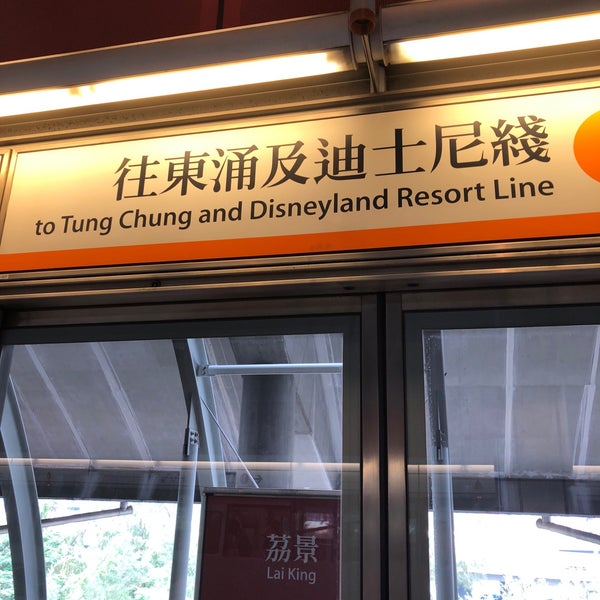 往東涌及迪士尼綫
to Tung Chung and Disneyland Resort Line
荔景
Lai King